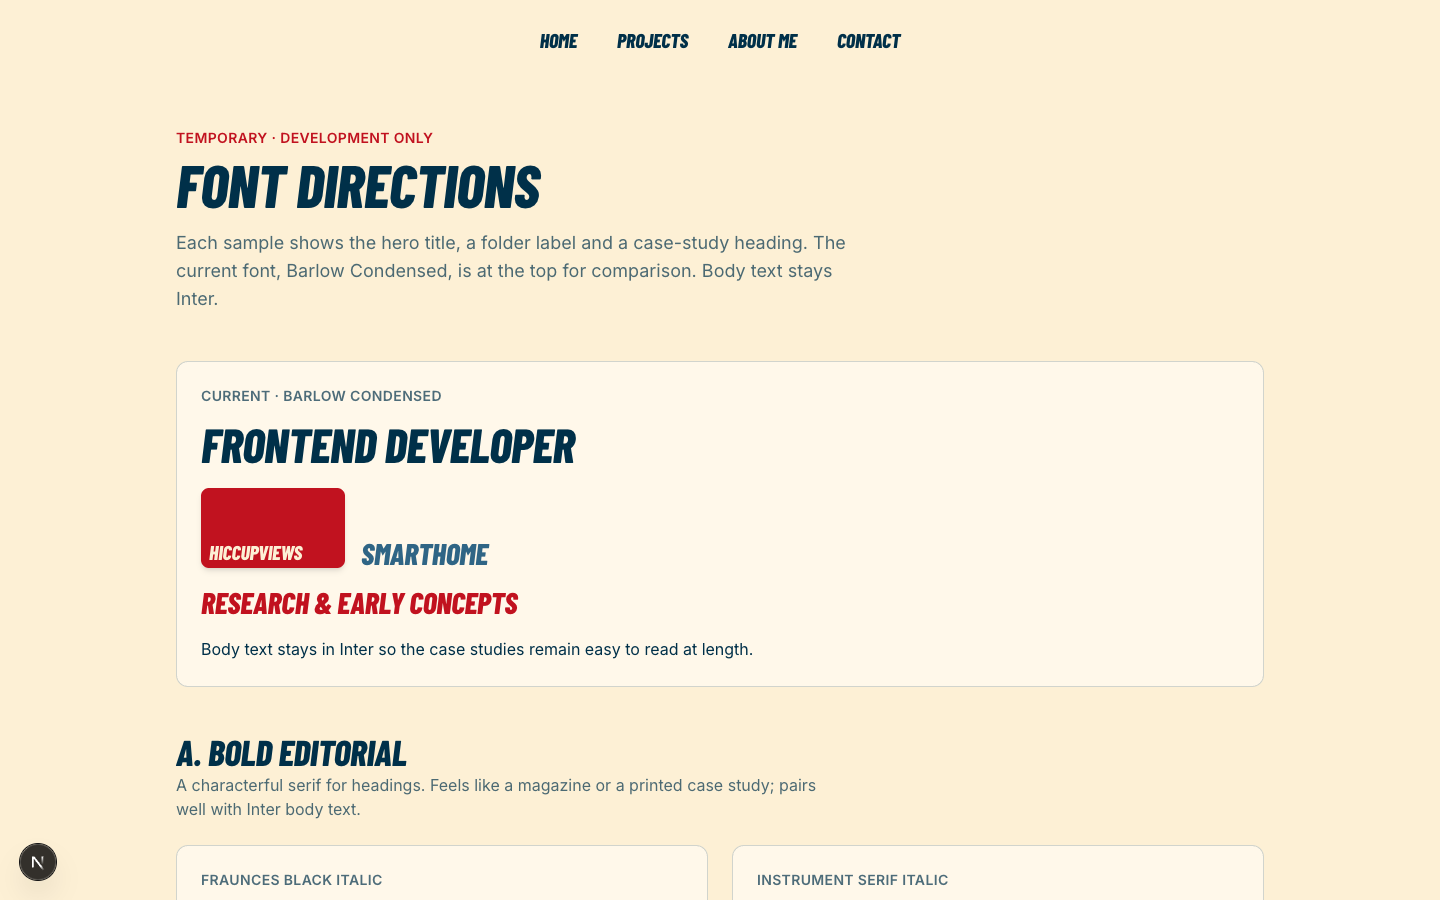 HOME PROJECTS ABOUT ME CONTACT
TEMPORARY · DEVELOPMENT ONLY
FONT DIRECTIONS
Each sample shows the hero title, a folder label and a case-study heading. The
current font, Barlow Condensed, is at the top for comparison. Body text stays
Inter.
CURRENT · BARLOW CONDENSED
FRONTEND DEVELOPER
HICCUPVIEWS
SMARTHOME
RESEARCH & EARLY CONCEPTS
Body text stays in Inter so the case studies remain easy to read at length.
A. BOLD EDITORIAL
A characterful serif for headings. Feels like a magazine or a printed case study; pairs
well with Inter body text.
N
FRAUNCES BLACK ITALIC
INSTRUMENT SERIF ITALIC